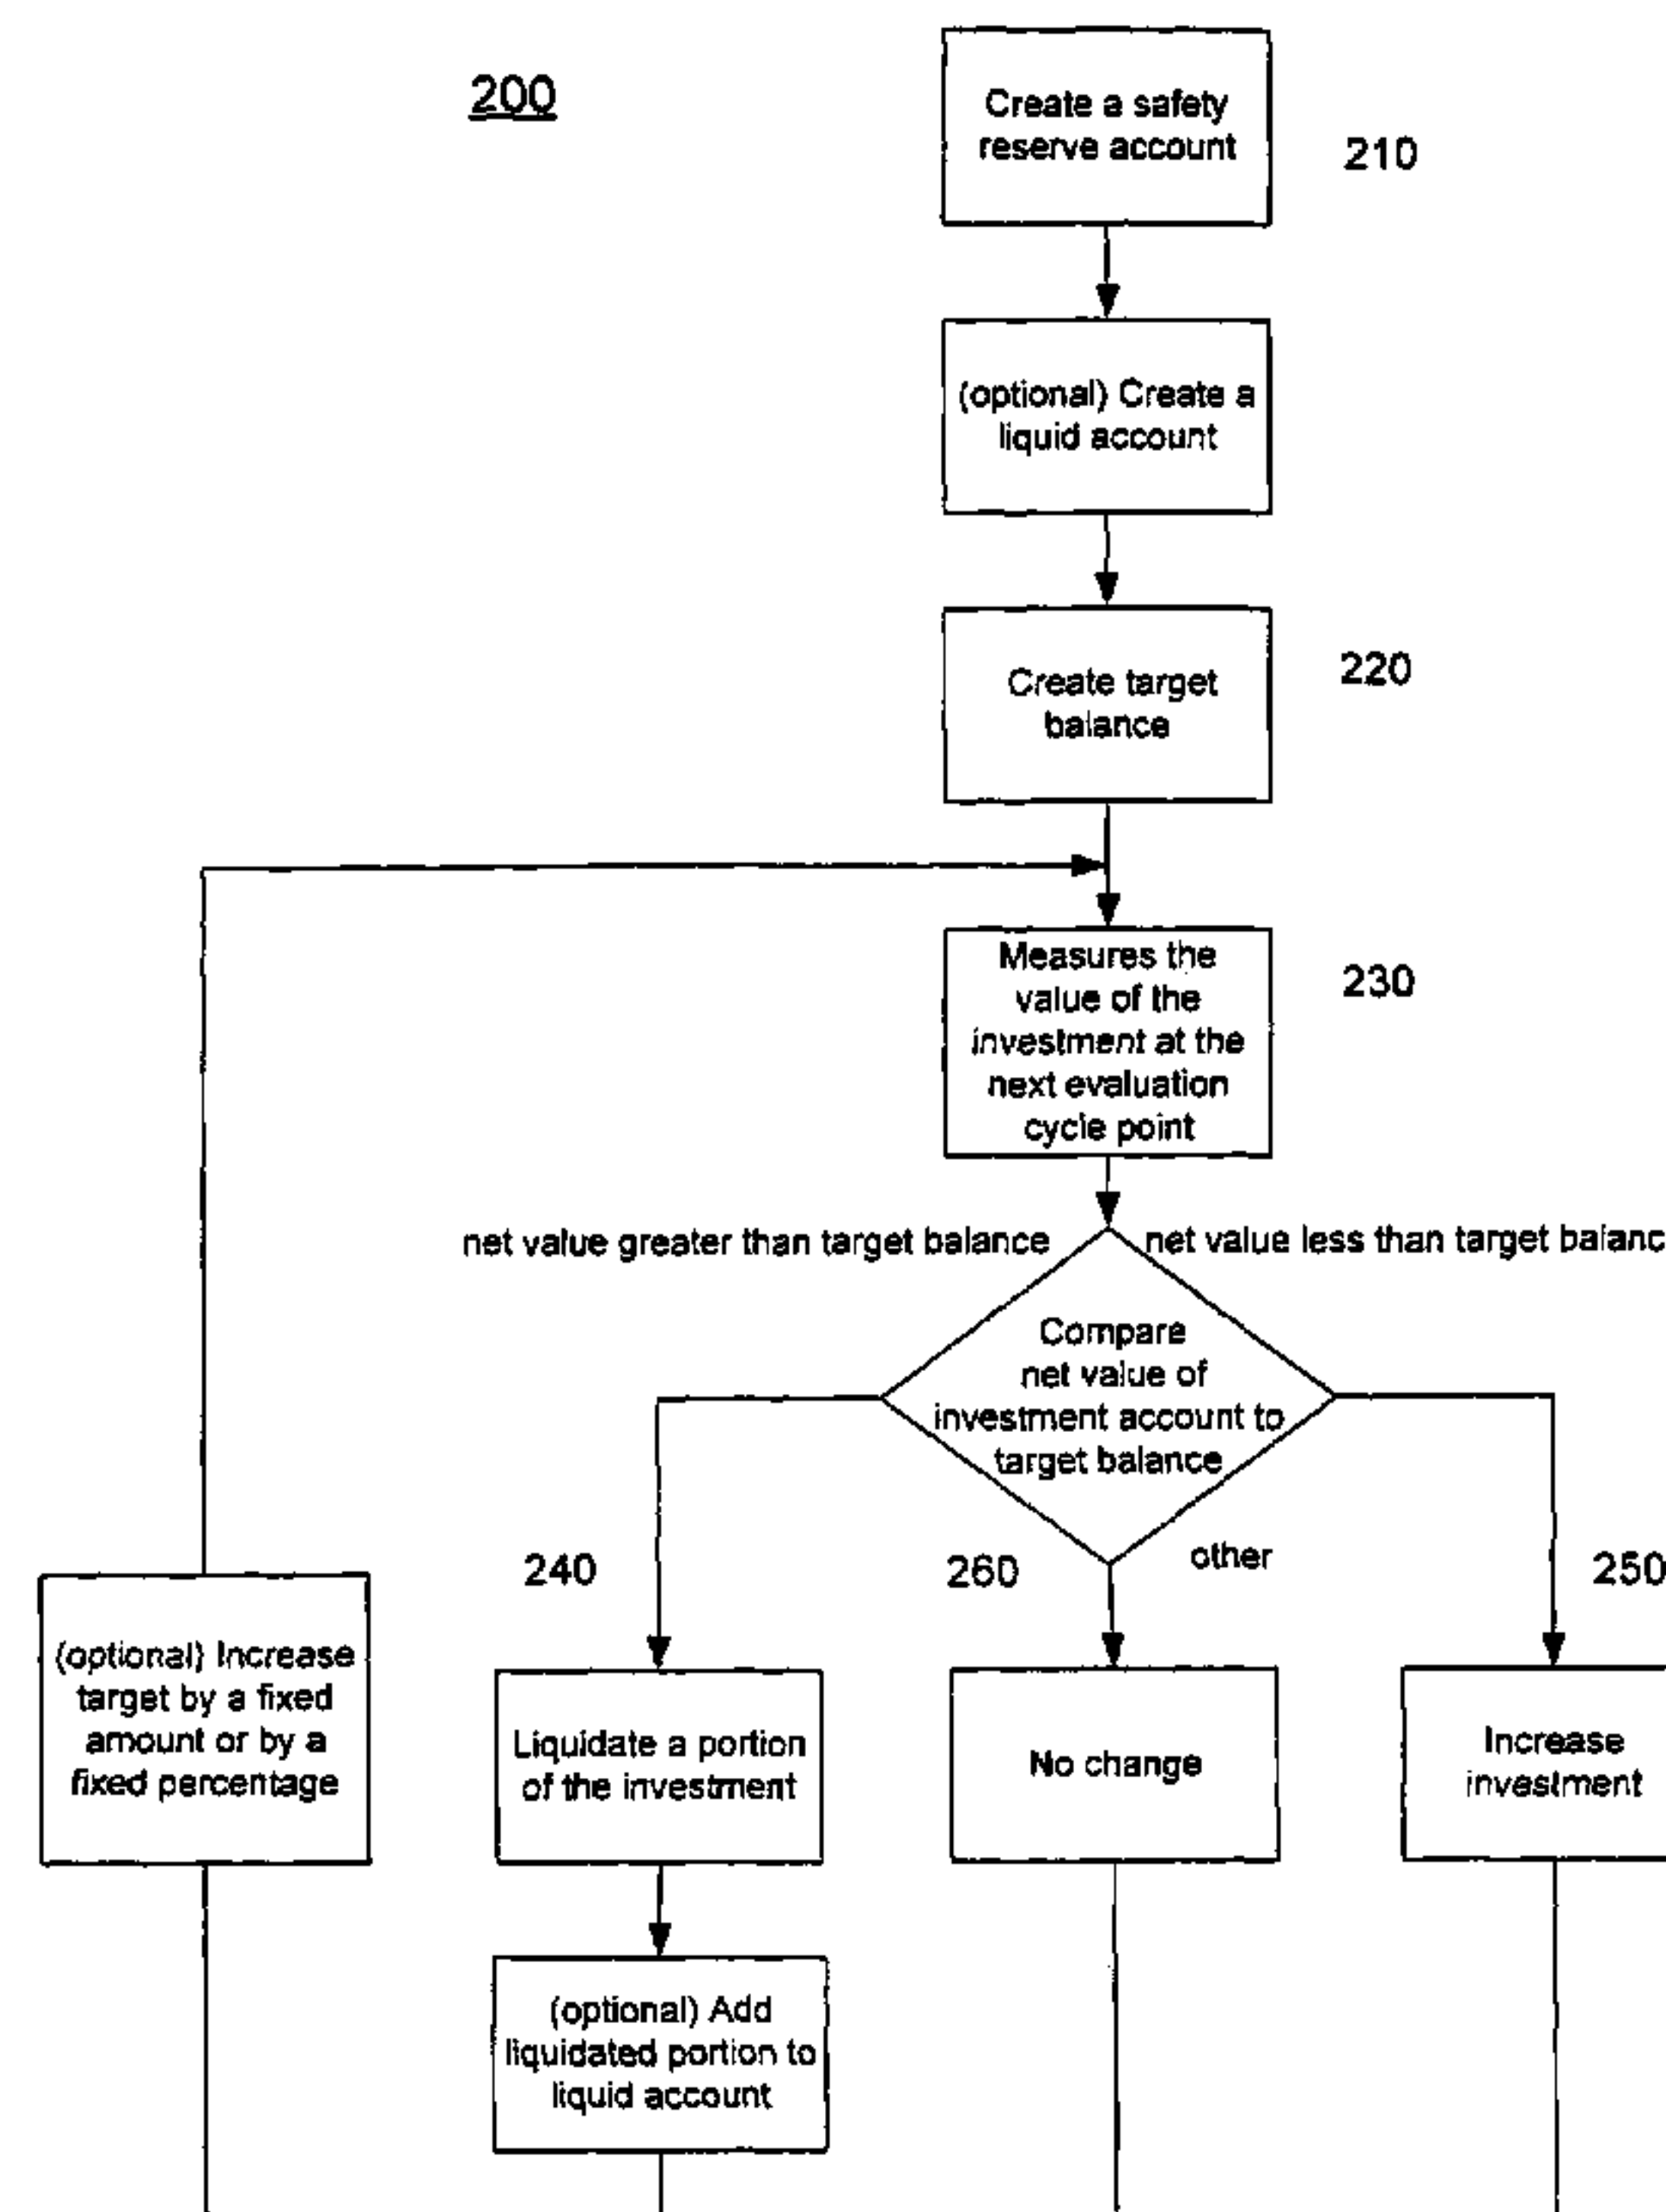 200
Create a safety
reserve account
210
(optional) Create a
liquid account
Create target
balance
220
Measures the
value of the
investment at the
next evaluation
cycle point
230
net value greater than target balance
net value less than target balanc
Compare
net value of
investment account to
target balance
other
240
260
250
(optional) Increase
target by a fixed
amount or by a
fixed percentage
Liquidate a portion
of the investment
No change
Increase
investment
(optional) Add
liquidated portion to
liquid account